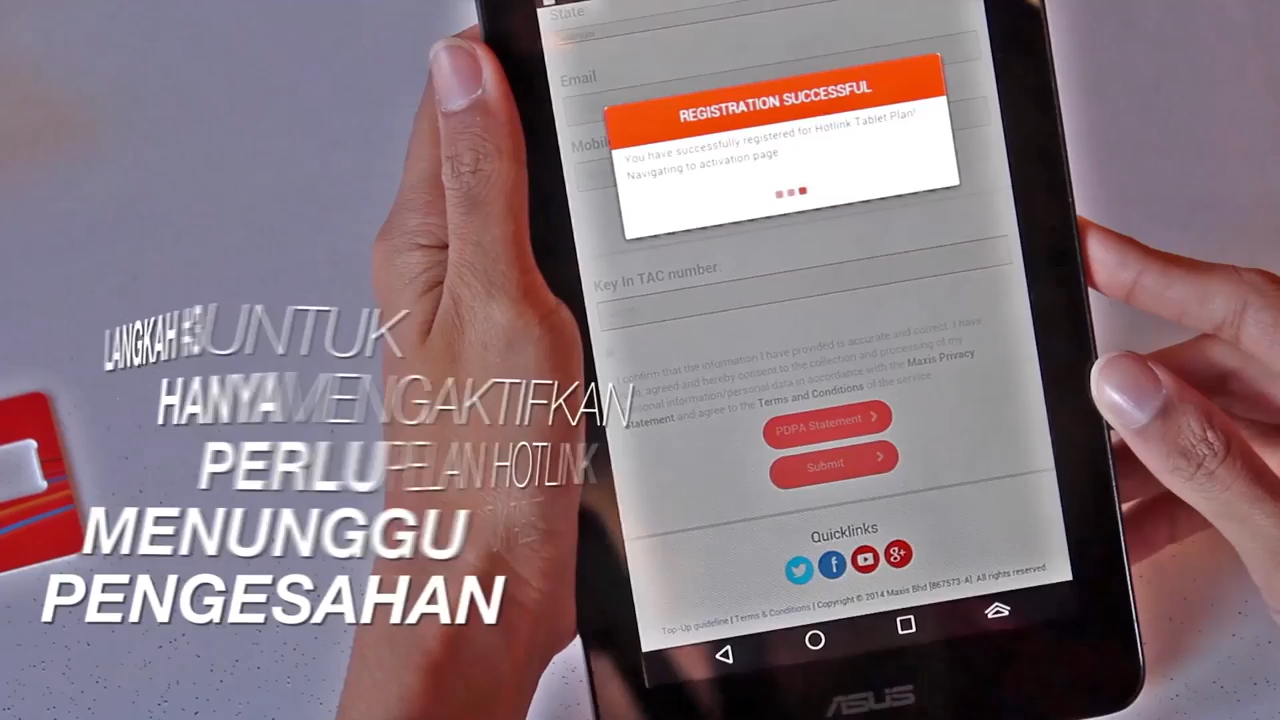 State
Email
REGISTRATION SUCCESSFUL
You have successfully registered for Hotlink Tablet Plan!
Navigating to activation page
Key In TAC number:
I confirm that the information I have provided is accurate and correct. I have
agreed and hereby consent to the collection and processing of my
information/personal data in accordance with the Maxis Privacy
Statement and agree to the Terms and Conditions of the service
PDPA Statement
Submit
Quicklinks
Top-Up guideline | Terms & Conditions | Copyright © 2014 Maxis Bhd [867573-A]. All rights reserved.
ASUS
LANGKAH UNTUK
HANYA MENGAKTIFKAN
PERLU PELAN HOTLINK
MENUNGGU
PENGESAHAN